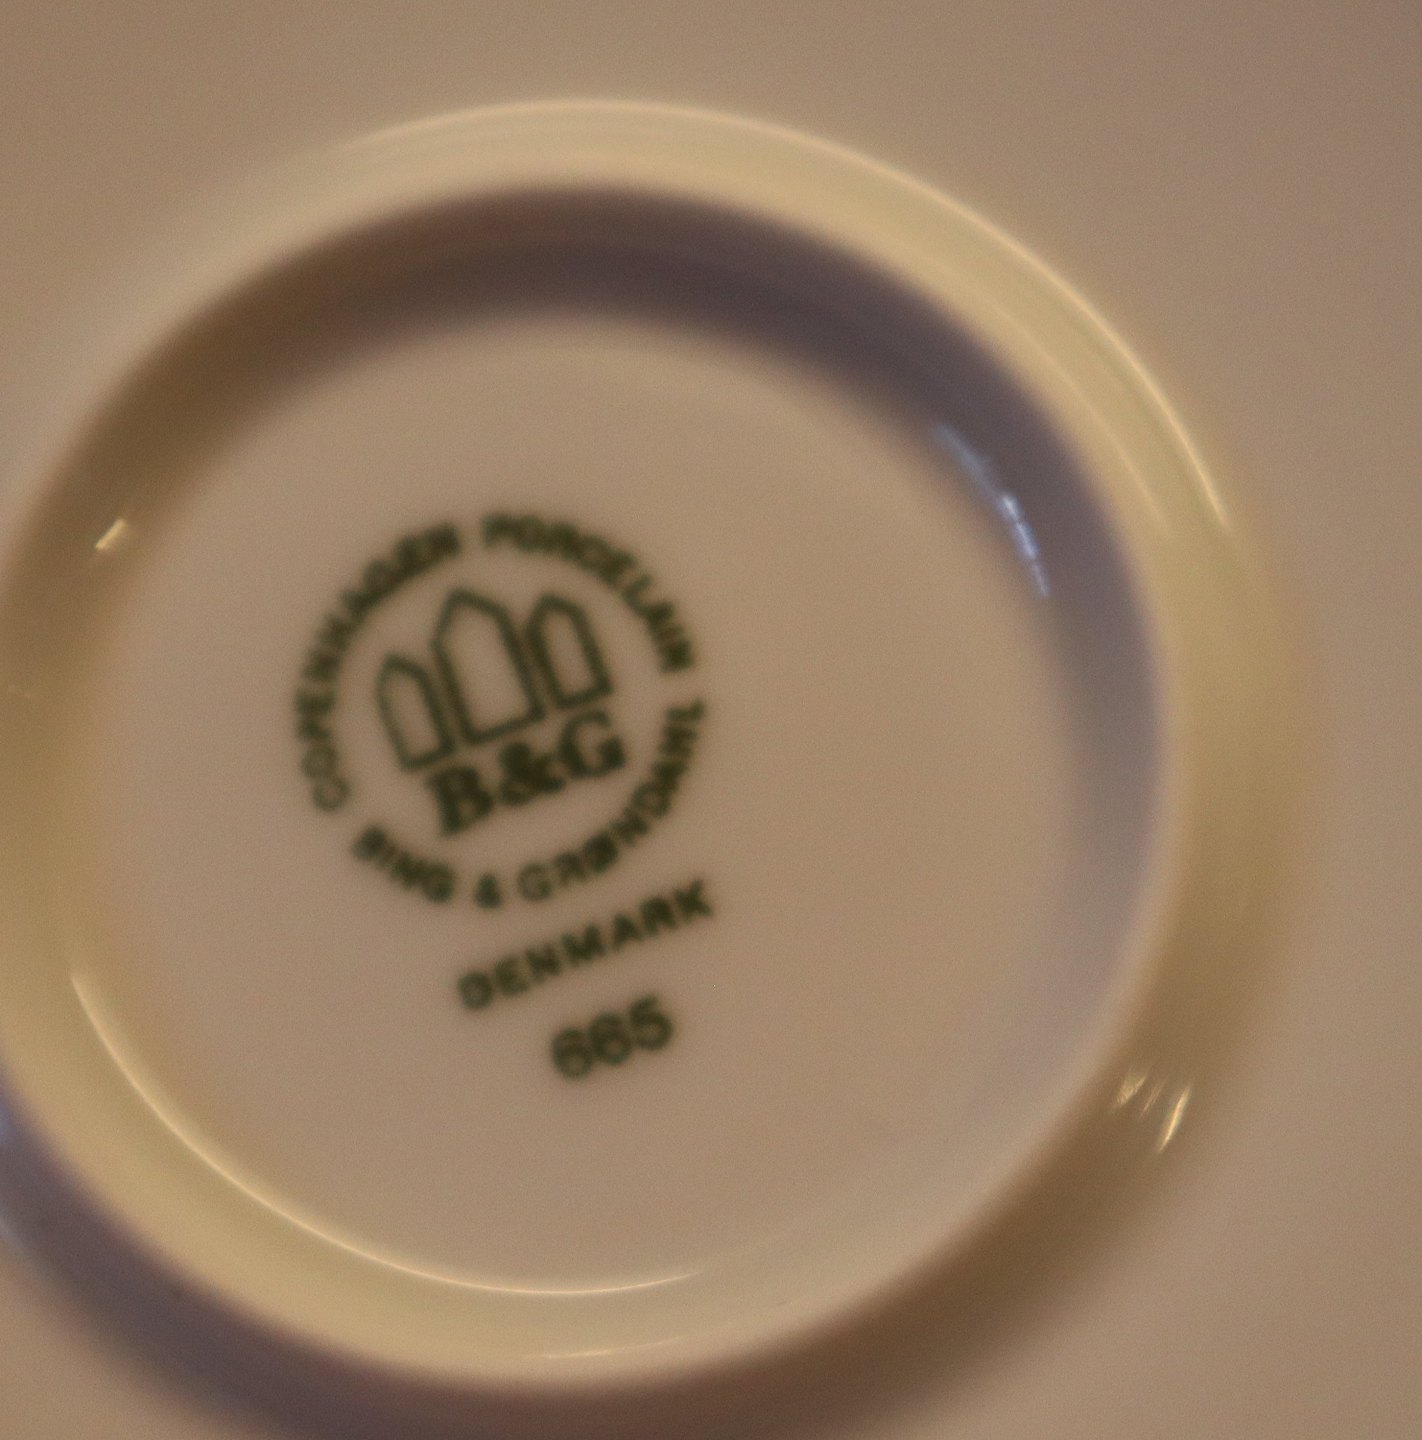 COPENHAGEN PORCELAIN
B&G
BING & GRØNDAHL
DENMARK
665